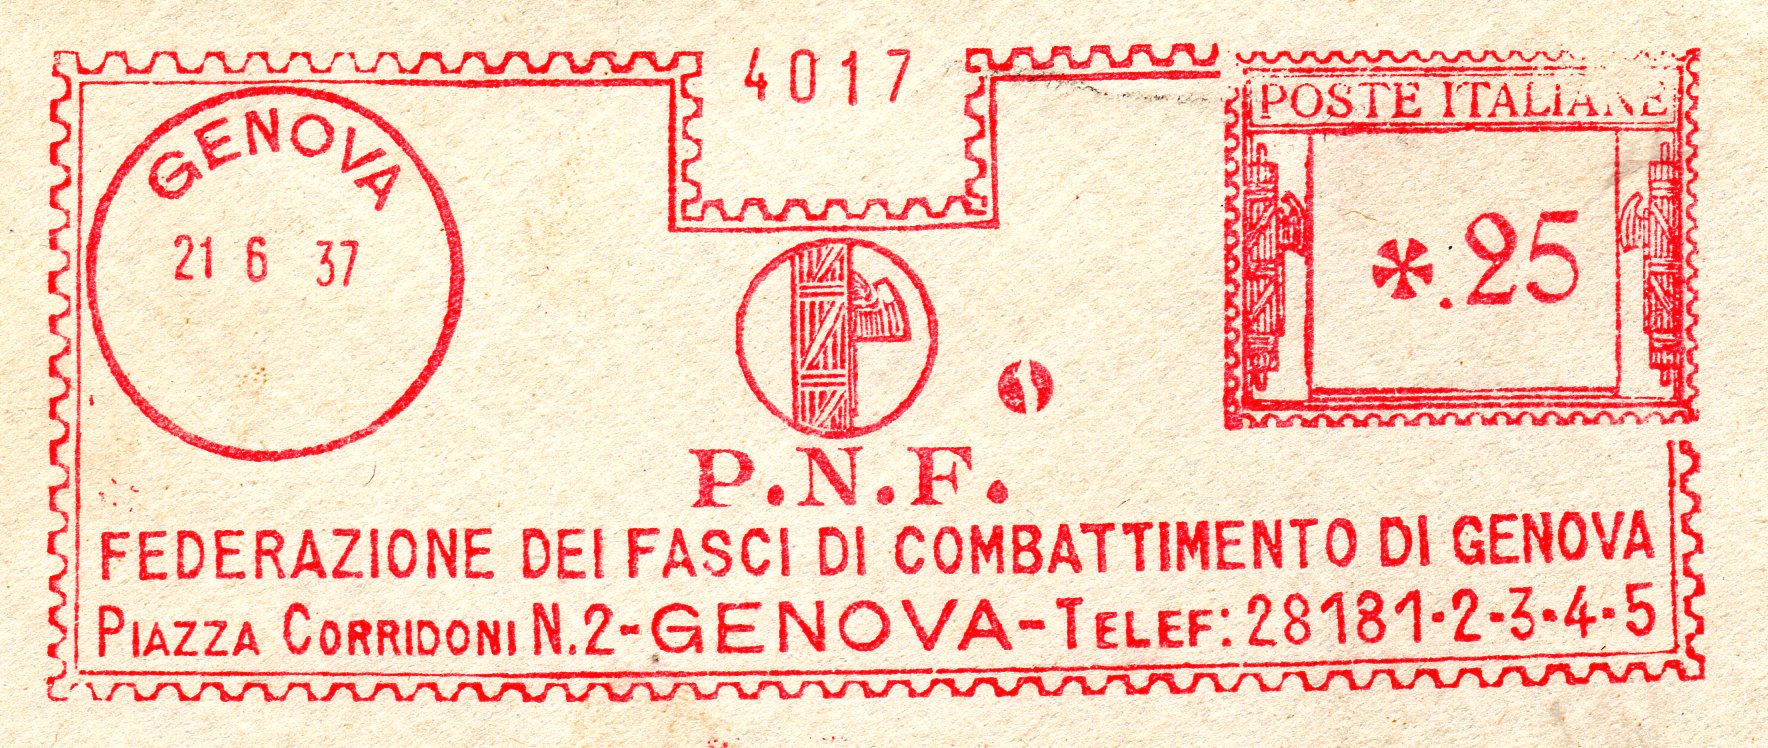 4017
POSTE ITALIANE
GENOVA
21 6 37
*.25
P.N.F.
FEDERAZIONE DEI FASCI DI COMBATTIMENTO DI GENOVA
PIAZZA CORRIDONI N.2-GENOVA-TELEF: 28181-2-3-4-5